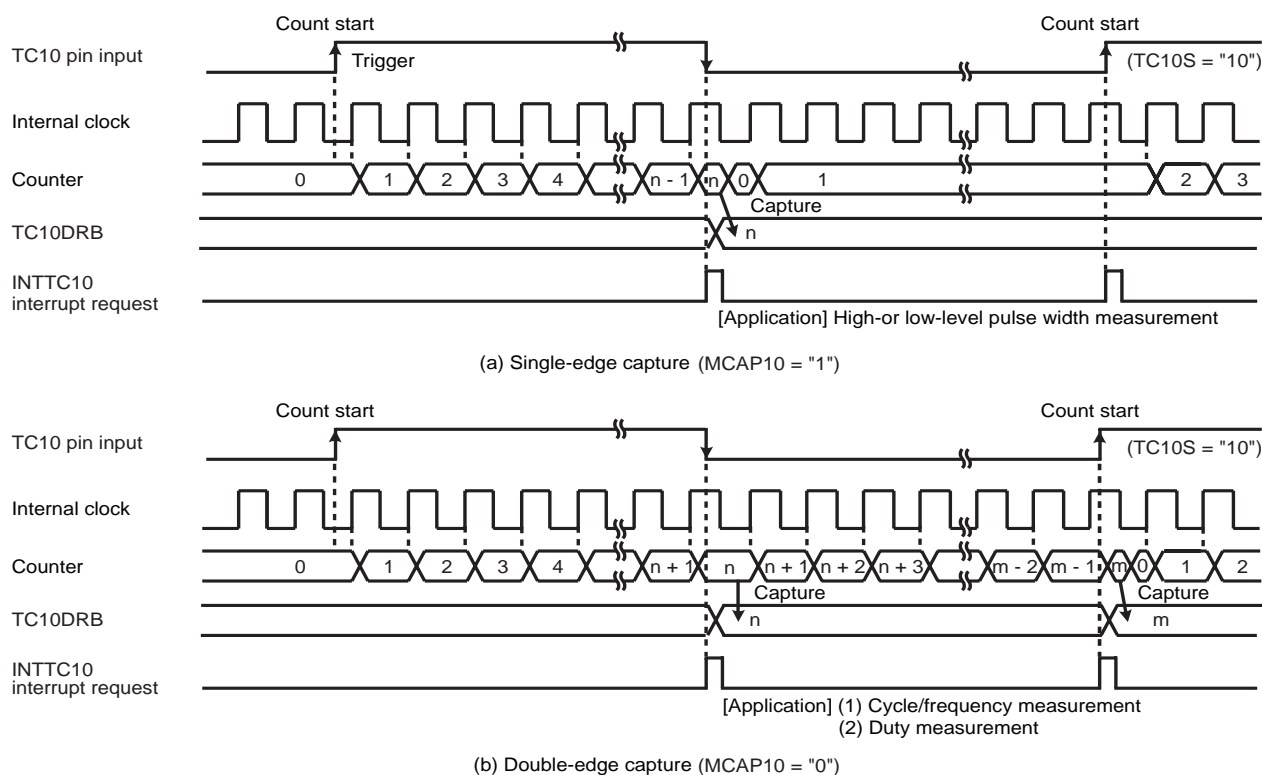 Count start Count start
TC10 pin input Trigger (TC10S = "10")
Internal clock
Counter 0 1 2 3 4 n - 1 n 0 1 2 3
Capture
TC10DRB n
INTTC10
interrupt request
[Application] High-or low-level pulse width measurement
(a) Single-edge capture (MCAP10 = "1")
Count start Count start
TC10 pin input (TC10S = "10")
Internal clock
Counter 0 1 2 3 4 n + 1 n n + 1 n + 2 n + 3 m - 2 m - 1 m 0 1 2
Capture Capture
TC10DRB n m
INTTC10
interrupt request
[Application] (1) Cycle/frequency measurement
(2) Duty measurement
(b) Double-edge capture (MCAP10 = "0")